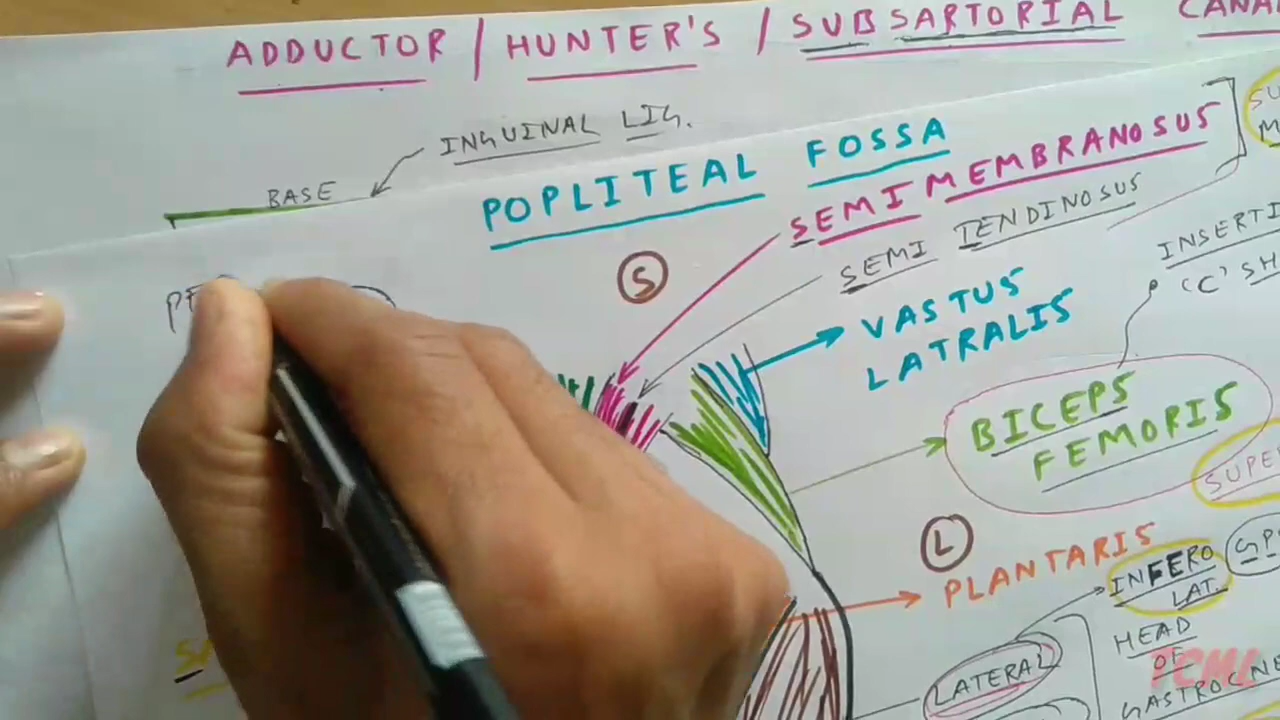 ADDUCTOR / HUNTER'S / SUBSARTORIAL
INGUINAL LIG.
BASE
POPLITEAL FOSSA
SEMIMEMBRANOSUS
SEMI TENDINOSUS
S
VASTUS
LATRALIS
BICEPS
FEMORIS
L
PLANTARIS
INFERO
LAT.
LATERAL
HEAD
OF
TCML